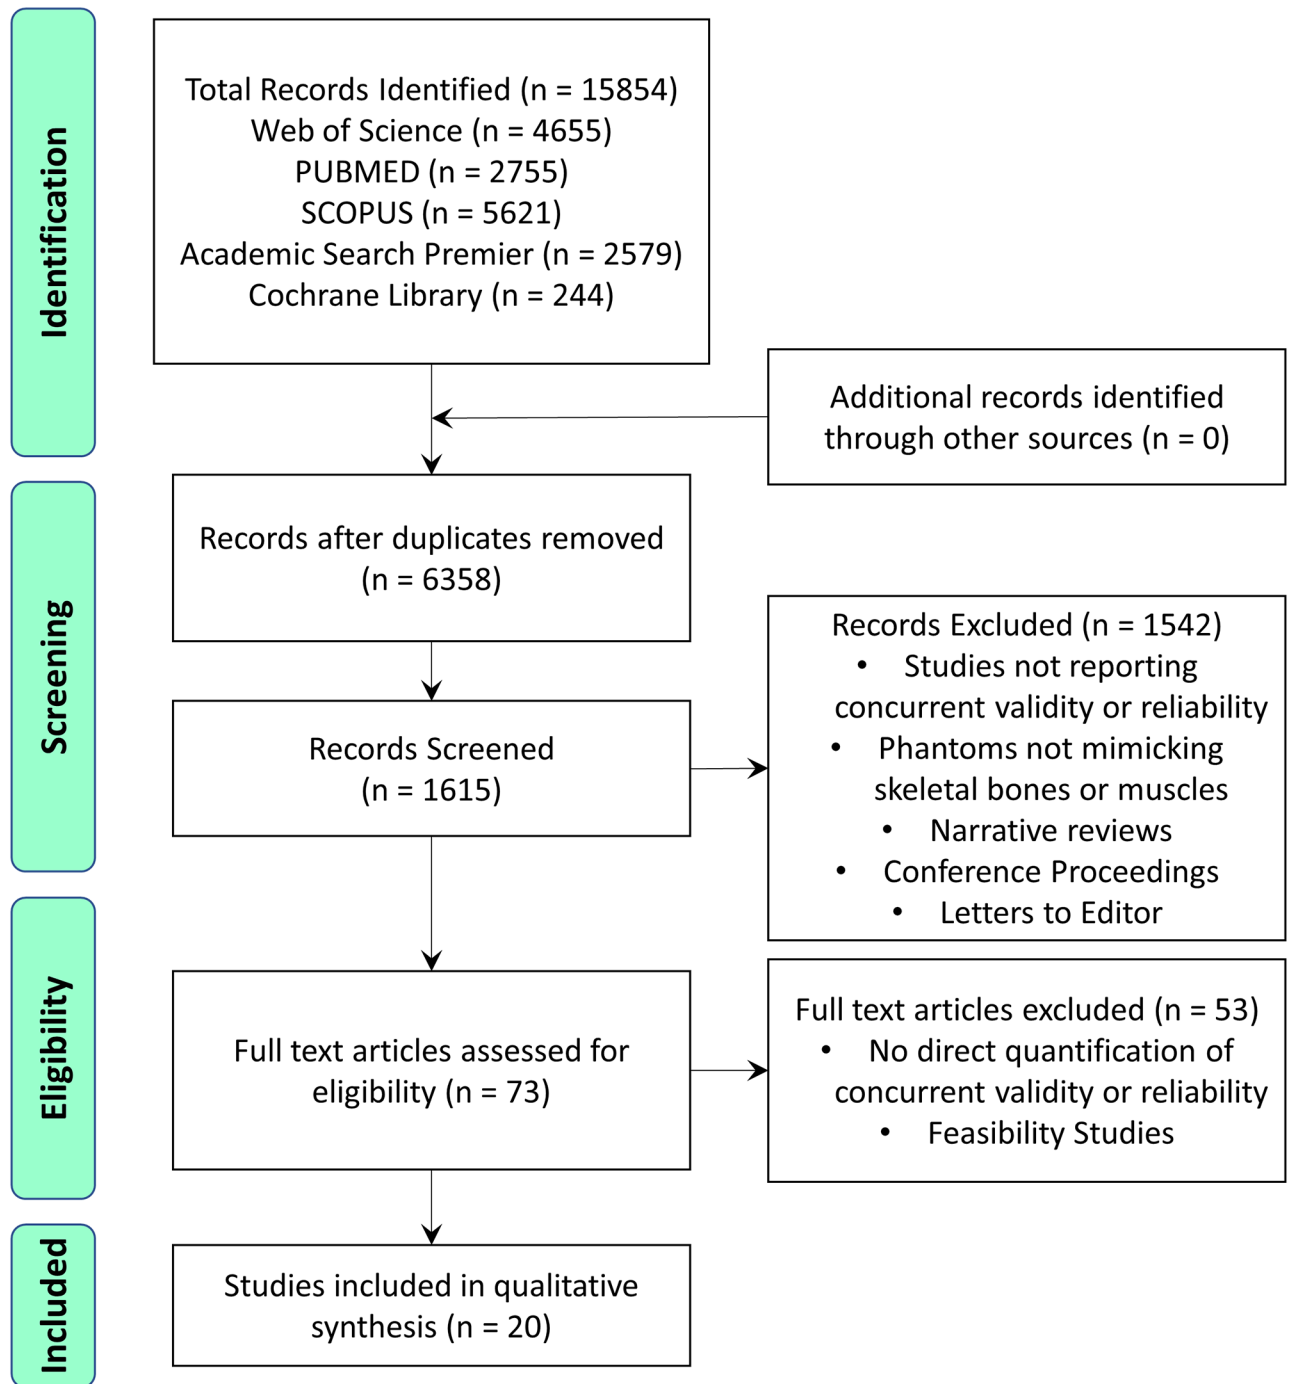 Identification
Total Records Identified (n = 15854)
Web of Science (n = 4655)
PUBMED (n = 2755)
SCOPUS (n = 5621)
Academic Search Premier (n = 2579)
Cochrane Library (n = 244)
Additional records identified
through other sources (n = 0)
Screening
Records after duplicates removed
(n = 6358)
Records Screened
(n = 1615)
Records Excluded (n = 1542)
• Studies not reporting
concurrent validity or reliability
• Phantoms not mimicking
skeletal bones or muscles
• Narrative reviews
• Conference Proceedings
• Letters to Editor
Eligibility
Full text articles assessed for
eligibility (n = 73)
Full text articles excluded (n = 53)
• No direct quantification of
concurrent validity or reliability
• Feasibility Studies
Included
Studies included in qualitative
synthesis (n = 20)